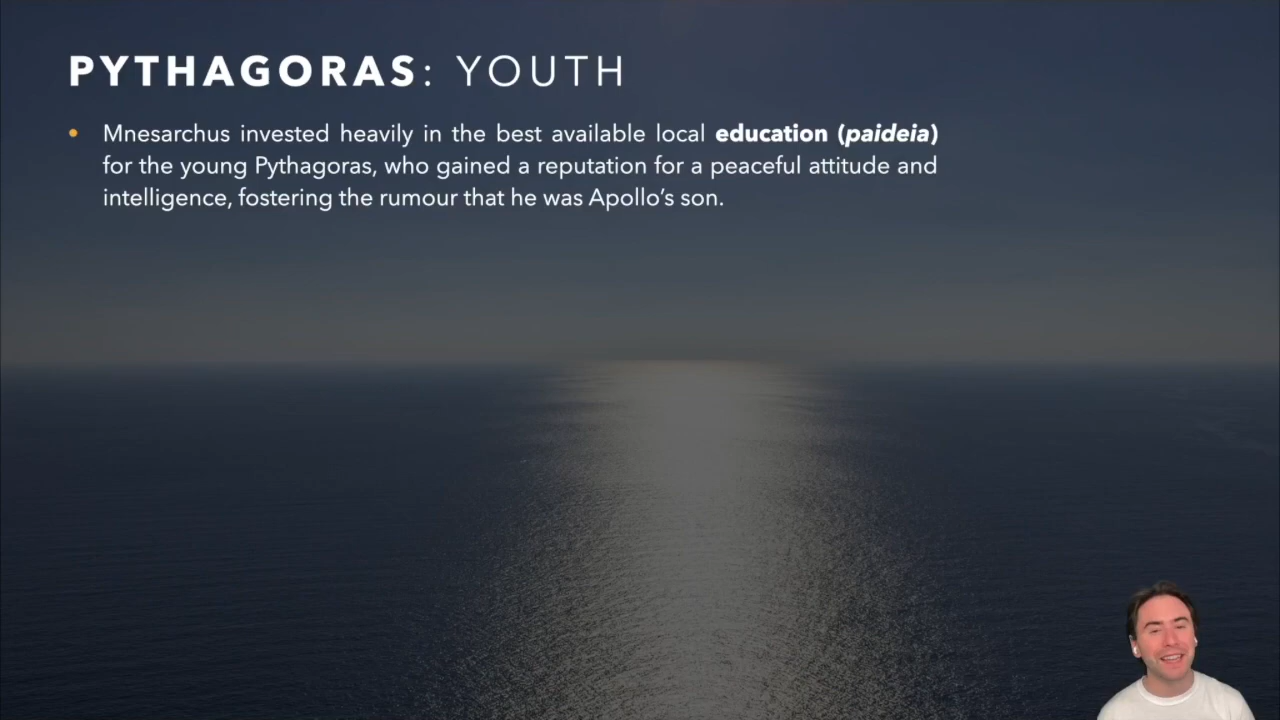 PYTHAGORAS: YOUTH
• Mnesarchus invested heavily in the best available local education (paideia)
for the young Pythagoras, who gained a reputation for a peaceful attitude and
intelligence, fostering the rumour that he was Apollo’s son.